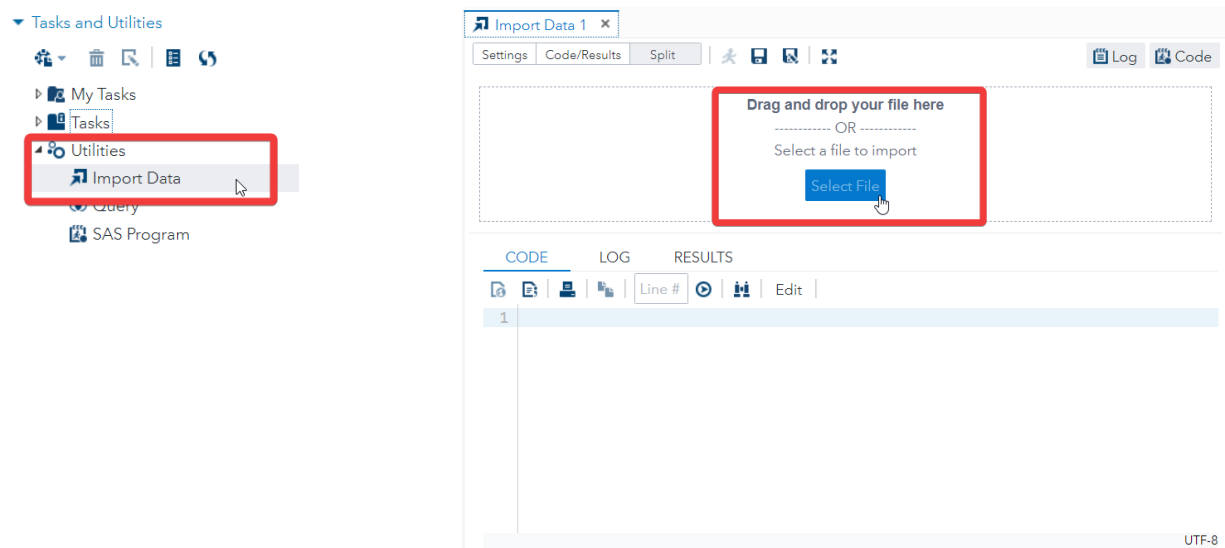 Tasks and Utilities
My Tasks
Tasks
Utilities
Import Data
Query
SAS Program
Import Data 1
Settings Code/Results Split Log Code
Drag and drop your file here
------------ OR ------------
Select a file to import
Select File
CODE LOG RESULTS
Line # Edit
1
UTF-8